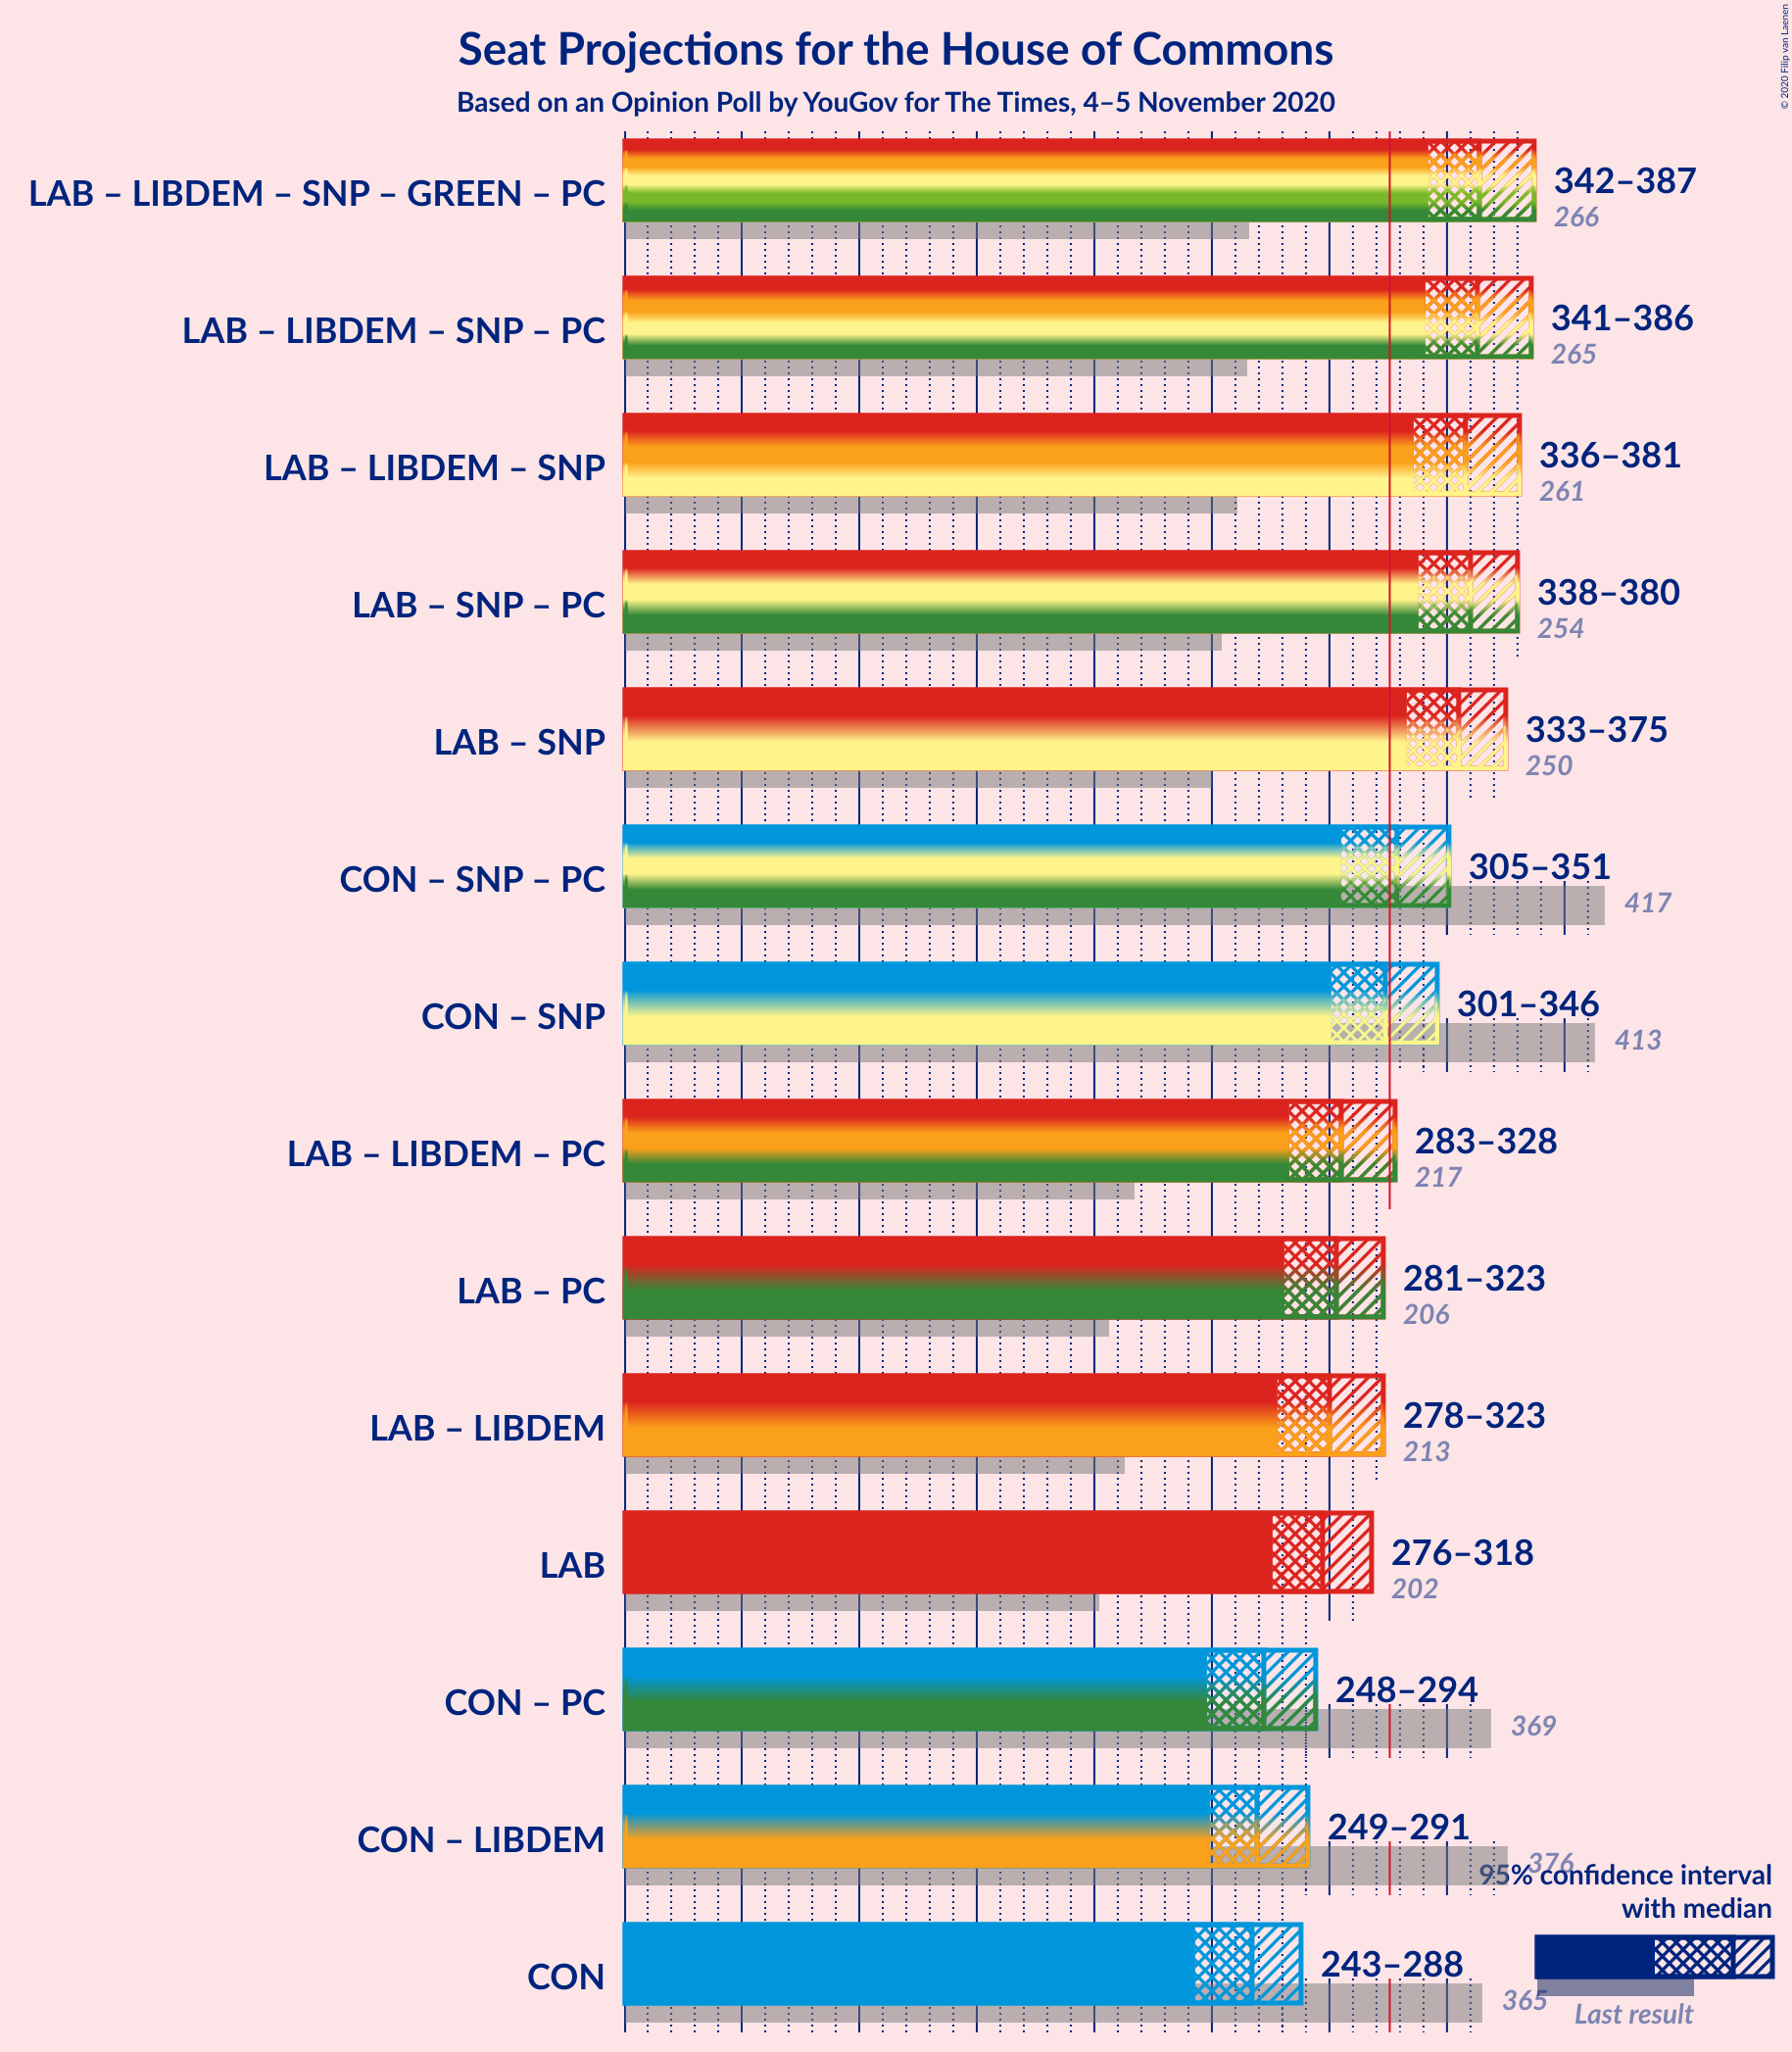 © 2020 Filip van Laenen
Seat Projections for the House of Commons
Based on an Opinion Poll by YouGov for The Times, 4–5 November 2020
LAB – LIBDEM – SNP – GREEN – PC
342–387
266
LAB – LIBDEM – SNP – PC
341–386
265
LAB – LIBDEM – SNP
336–381
261
LAB – SNP – PC
338–380
254
LAB – SNP
333–375
250
CON – SNP – PC
305–351
417
CON – SNP
301–346
413
LAB – LIBDEM – PC
283–328
217
LAB – PC
281–323
206
LAB – LIBDEM
278–323
213
LAB
276–318
202
CON – PC
248–294
369
CON – LIBDEM
249–291
376
CON
243–288
365
95% confidence interval
with median
Last result